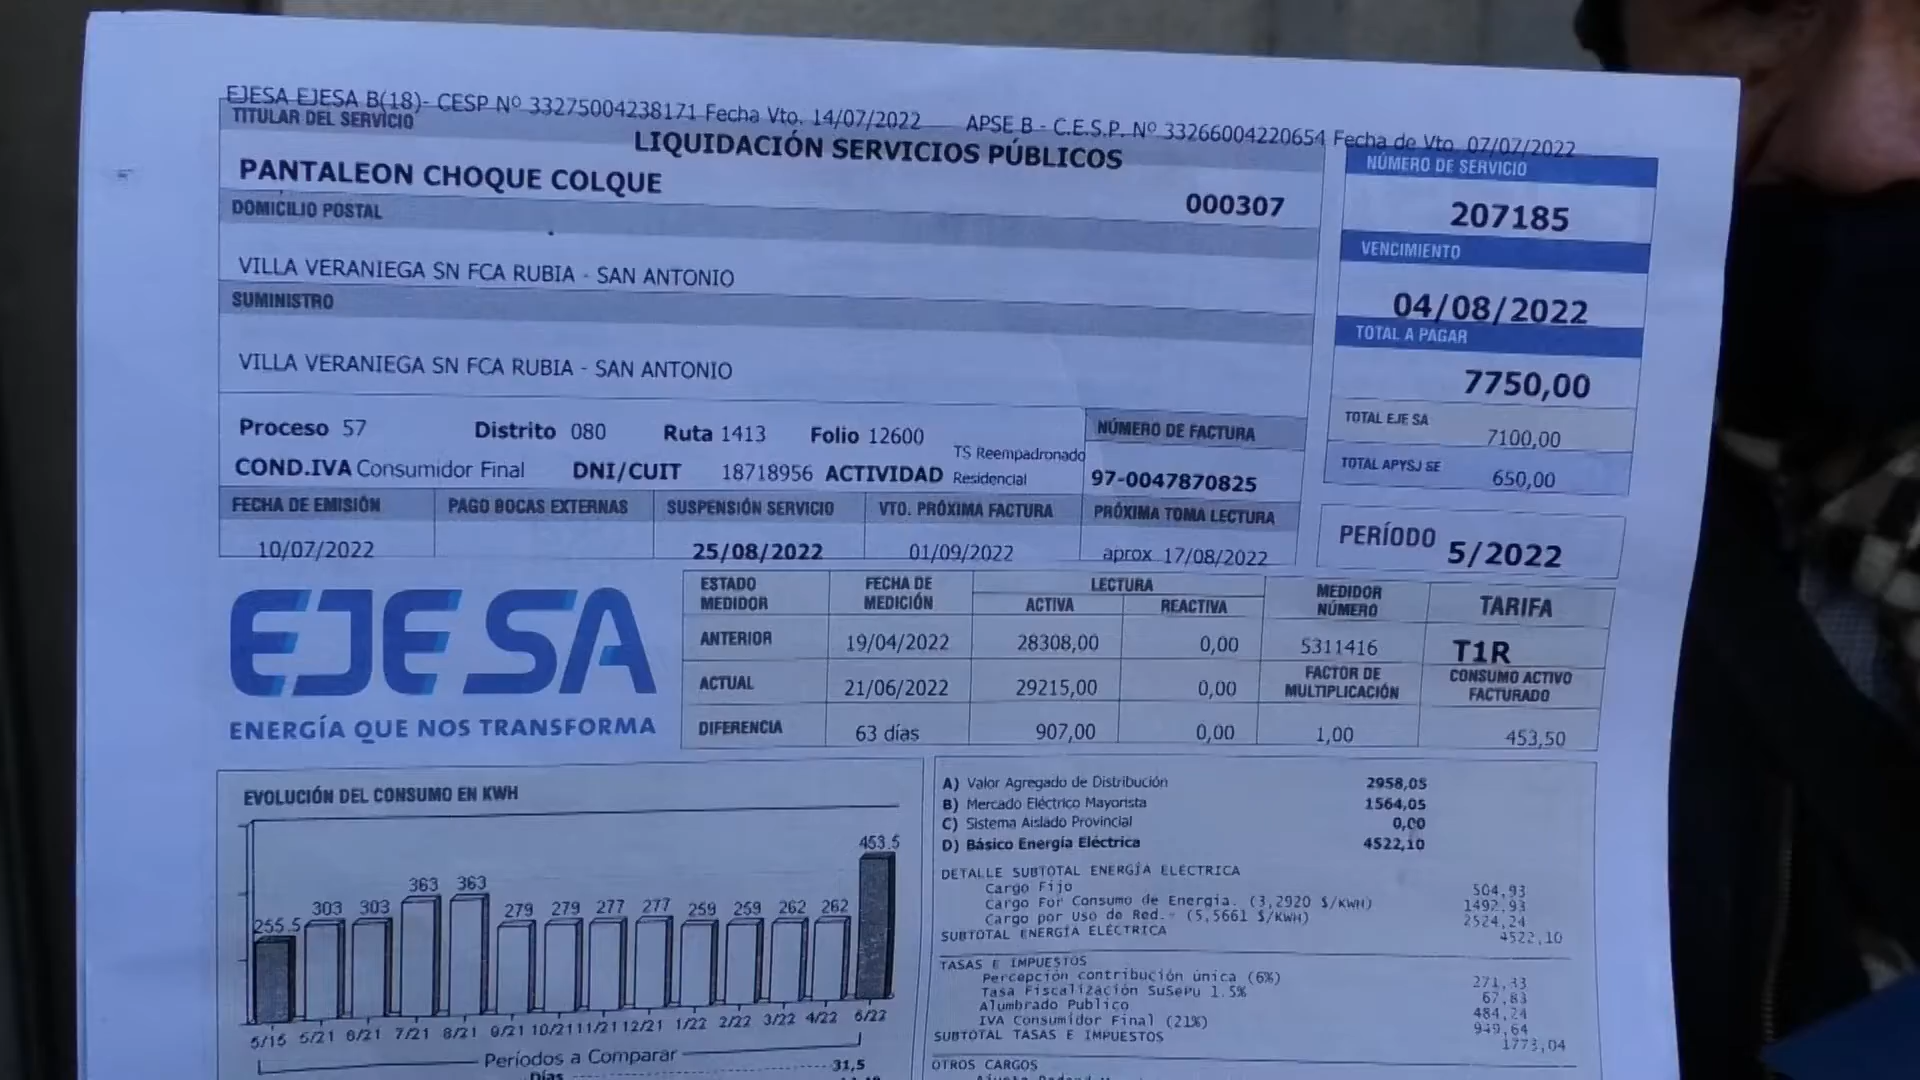 EJESA EJESA B(18)- CESP Nº 33275004238171 Fecha Vto. 14/07/2022 APSE B - C.E.S.P. Nº 33266004220654 Fecha de Vto. 07/07/2022
TITULAR DEL SERVICIO
LIQUIDACIÓN SERVICIOS PÚBLICOS
PANTALEON CHOQUE COLQUE
000307
DOMICILIO POSTAL
VILLA VERANIEGA SN FCA RUBIA - SAN ANTONIO
SUMINISTRO
VILLA VERANIEGA SN FCA RUBIA - SAN ANTONIO
NÚMERO DE SERVICIO
207185
VENCIMIENTO
04/08/2022
TOTAL A PAGAR
7750,00
TOTAL EJE SA 7100,00
TOTAL APYSJ SE 650,00
Proceso 57 Distrito 080 Ruta 1413 Folio 12600
TS Reempadronado
COND.IVA Consumidor Final DNI/CUIT 18718956 ACTIVIDAD Residencial
NÚMERO DE FACTURA
97-0047870825
FECHA DE EMISIÓN PAGO BOCAS EXTERNAS SUSPENSIÓN SERVICIO VTO. PRÓXIMA FACTURA PRÓXIMA TOMA LECTURA
10/07/2022 25/08/2022 01/09/2022 aprox 17/08/2022
PERÍODO 5/2022
EJESA
ENERGÍA QUE NOS TRANSFORMA
ESTADO MEDIDOR FECHA DE MEDICIÓN LECTURA MEDIDOR NÚMERO TARIFA
ACTIVA REACTIVA
ANTERIOR 19/04/2022 28308,00 0,00 5311416 T1R
FACTOR DE MULTIPLICACIÓN CONSUMO ACTIVO FACTURADO
ACTUAL 21/06/2022 29215,00 0,00
DIFERENCIA 63 días 907,00 0,00 1,00 453,50
EVOLUCIÓN DEL CONSUMO EN KWH
255.5 303 303 363 363 279 279 277 277 259 259 262 262 453.5
5/15 5/21 6/21 7/21 8/21 9/21 10/21 11/21 12/21 1/22 2/22 3/22 4/22 6/22
Períodos a Comparar
Días 31,5
A) Valor Agregado de Distribución 2958,05
B) Mercado Eléctrico Mayorista 1564,05
C) Sistema Aislado Provincial 0,00
D) Básico Energía Eléctrica 4522,10
DETALLE SUBTOTAL ENERGÍA ELÉCTRICA
Cargo Fijo 504,93
Cargo For Consumo de Energia. (3,2920 $/KWH) 1492,93
Cargo por Uso de Red.- (5,5661 $/KWH) 2524,24
SUBTOTAL ENERGÍA ELÉCTRICA 4522,10
TASAS E IMPUESTOS
Percepción contribución única (6%) 271,33
Tasa Fiscalización SuSePu 1.5% 67,83
Alumbrado Publico 484,24
IVA Consumidor Final (21%) 949,64
SUBTOTAL TASAS E IMPUESTOS 1773,04
OTROS CARGOS